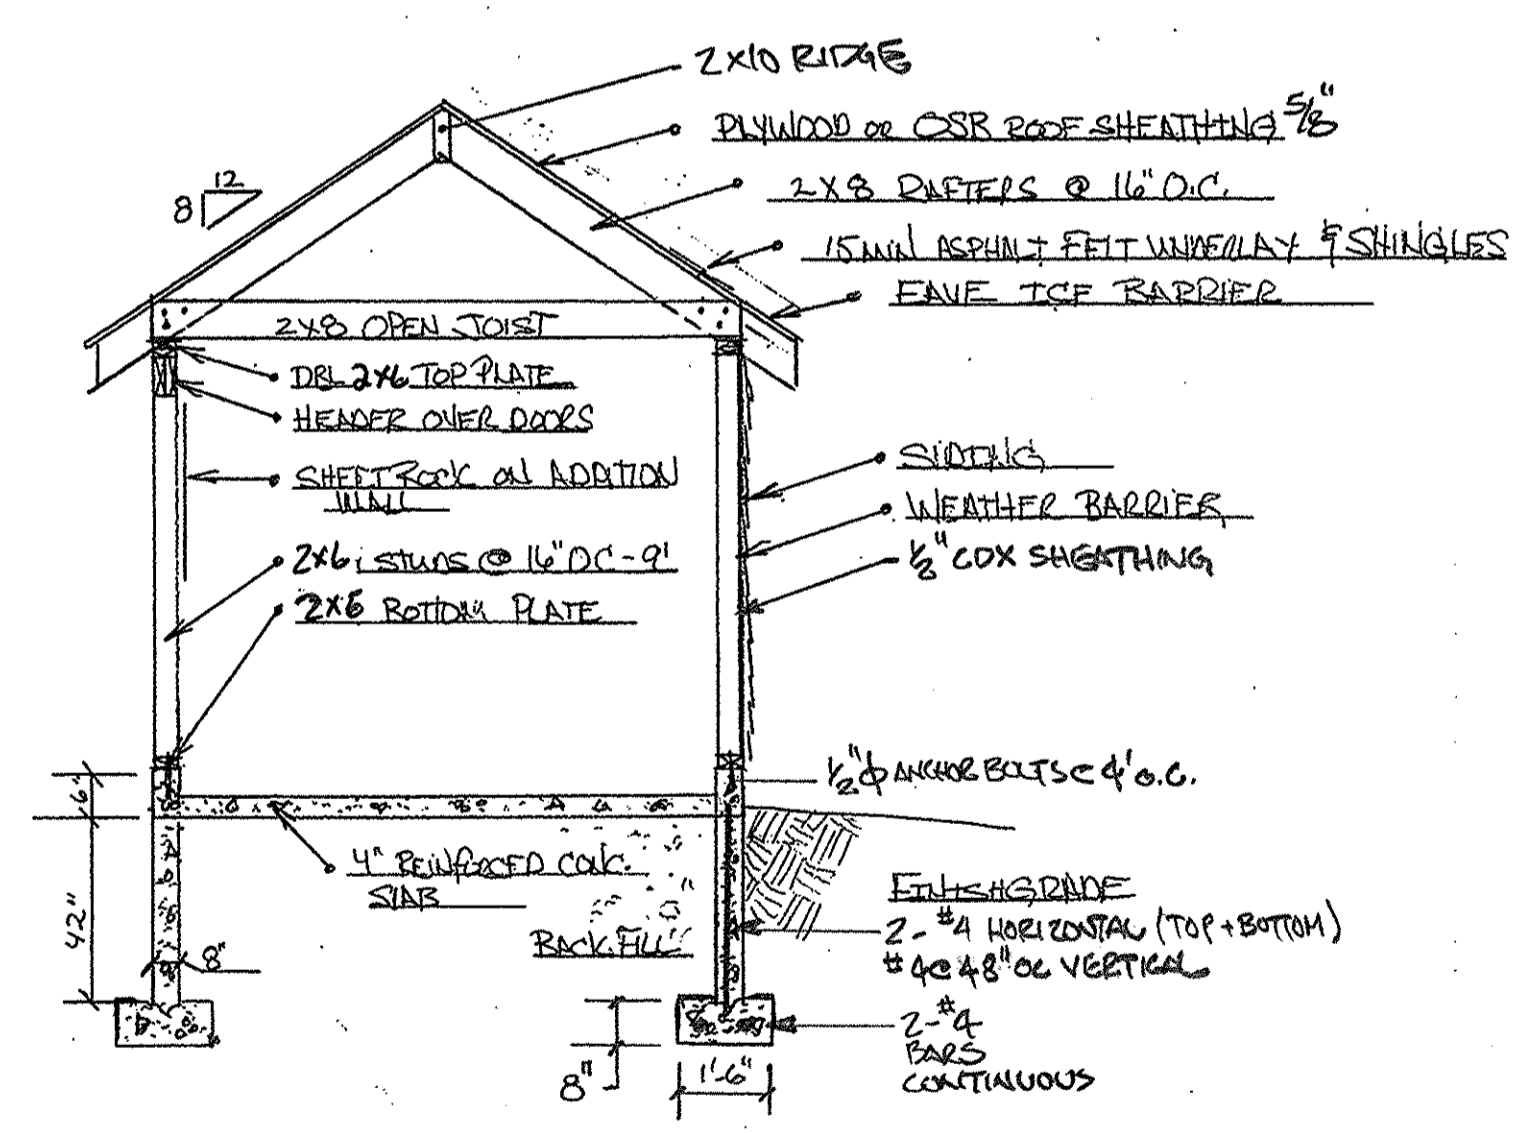 2X10 RIDGE
PLYWOOD OR OSR ROOF SHEATHING 5/8"
12
8
2X8 RAFTERS @ 16" O.C.
15 MIN ASPHALT FELT UNDERLAY & SHINGLES
EAVE ICE BARRIER
2X8 OPEN JOIST
DBL 2X6 TOP PLATE
HEADER OVER DOORS
SHEETROCK ON ADDITION
WALL
SIDING
WEATHER BARRIER
1/2" CDX SHEATHING
2X6 STUDS @ 16" OC - 9'
2X6 BOTTOM PLATE
6"
1/2" ϕ ANCHOR BOLTS @ 4' O.C.
4" REINFORCED CONC.
SLAB
42"
8"
BACKFILL
FINISH GRADE
2-#4 HORIZONTAL (TOP + BOTTOM)
#4 @ 48" OC VERTICAL
2-#4
BARS
CONTINUOUS
8"
1'-6"